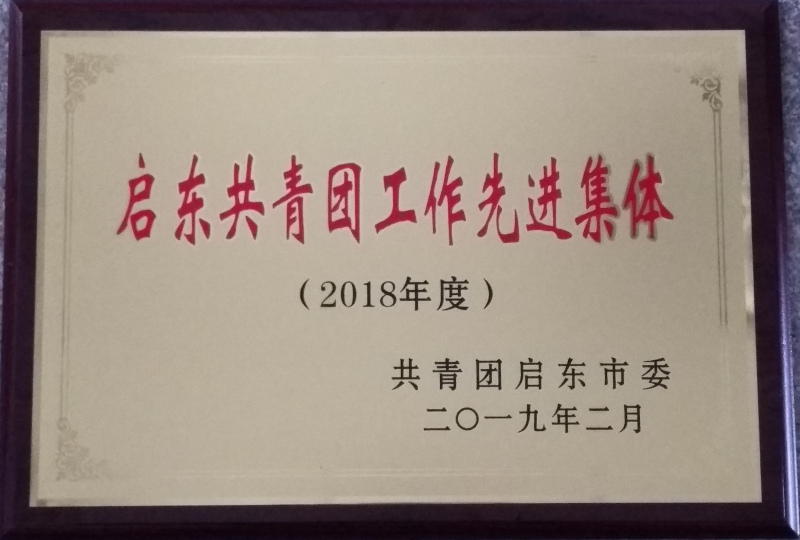 启东共青团工作先进集体
（2018年度）
共青团启东市委
二〇一九年二月